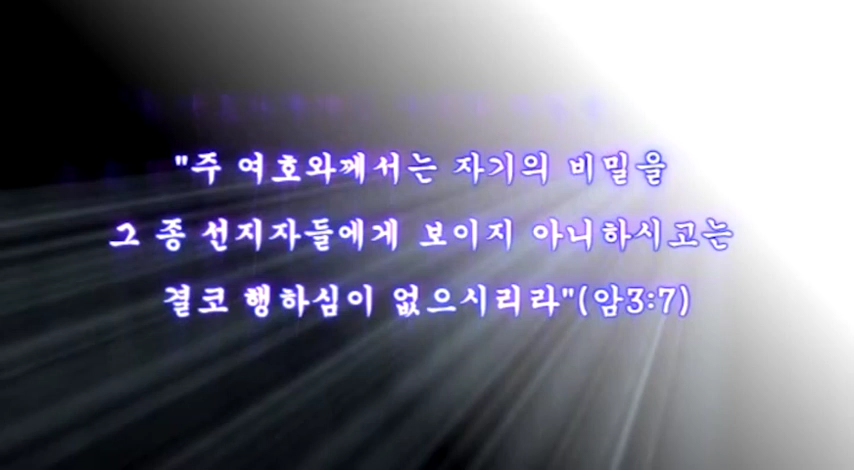 "주 여호와께서는 자기의 비밀을
그 종 선지자들에게 보이지 아니하시고는
결코 행하심이 없으시리라"(암3:7)